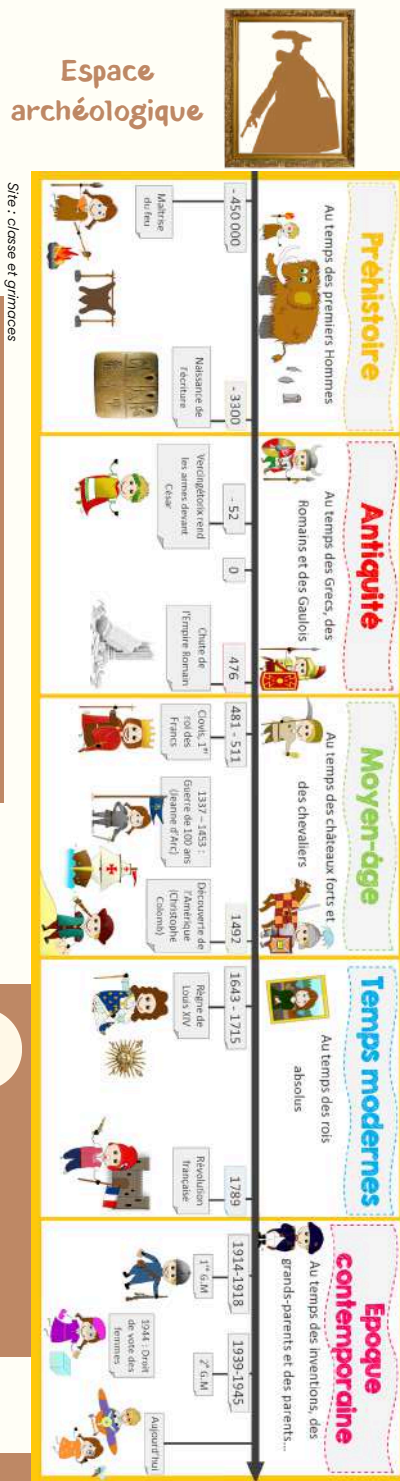 Espace
archéologique
Site : classe et grimaces
Préhistoire
Au temps des premiers Hommes
- 450 000
Maîtrise
du feu
- 3300
Naissance de
l'écriture
Antiquité
Au temps des Grecs, des
Romains et des Gaulois
- 52
Vercingétorix rend
les armes devant
César
0
476
Chute de
l'Empire Romain
Moyen-âge
Au temps des châteaux forts et
des chevaliers
481 - 511
Clovis, 1er
roi des
Francs
1337 – 1453 :
Guerre de 100 ans
(Jeanne d'Arc)
1492
Découverte de
l'Amérique
(Christophe
Colomb)
Temps modernes
Au temps des rois
absolus
1643 - 1715
Règne de
Louis XIV
1789
Révolution
française
Epoque
contemporaine
Au temps des inventions, des
grands-parents et des parents...
1914-1918
1re G.M
1944 : Droit
de vote des
femmes
1939-1945
2e G.M
Aujourd'hui